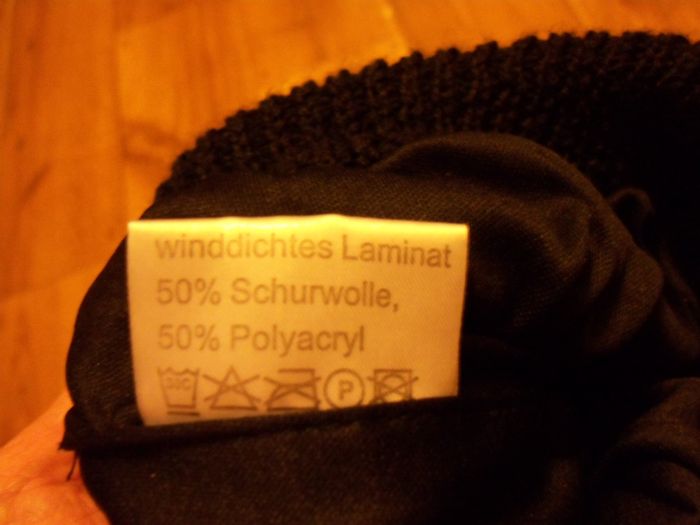 winddichtes Laminat
50% Schurwolle,
50% Polyacryl
30C P